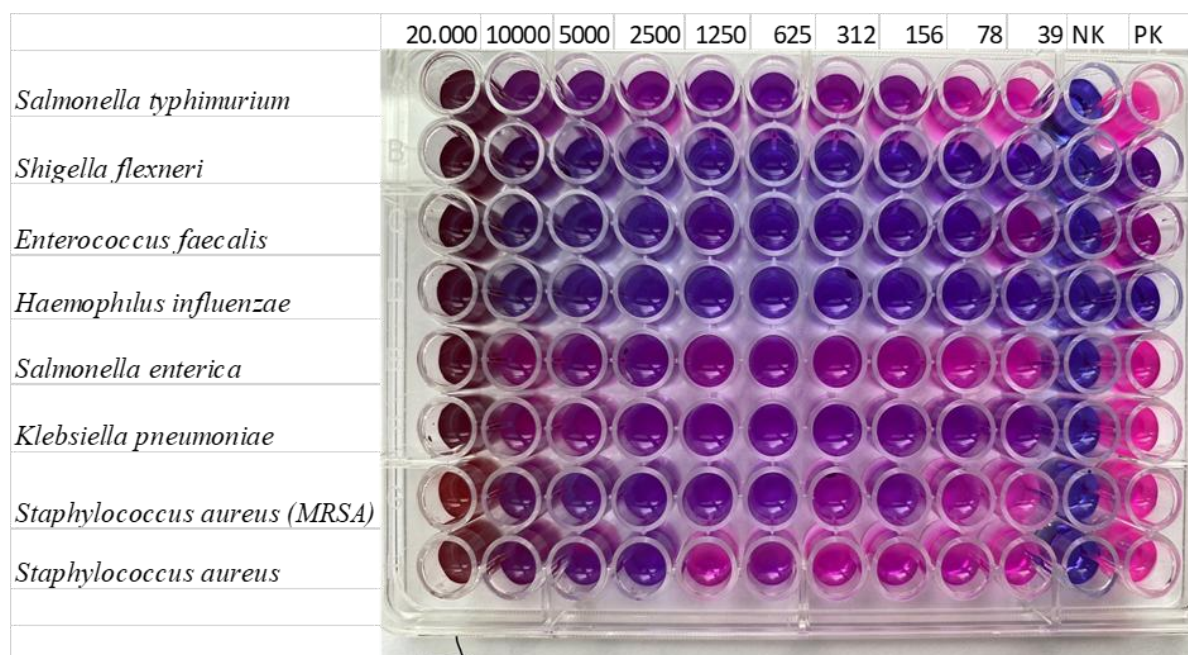 20.000 10000 5000 2500 1250 625 312 156 78 39 NK PK
Salmonella typhimurium
Shigella flexneri
Enterococcus faecalis
Haemophilus influenzae
Salmonella enterica
Klebsiella pneumoniae
Staphylococcus aureus (MRSA)
Staphylococcus aureus